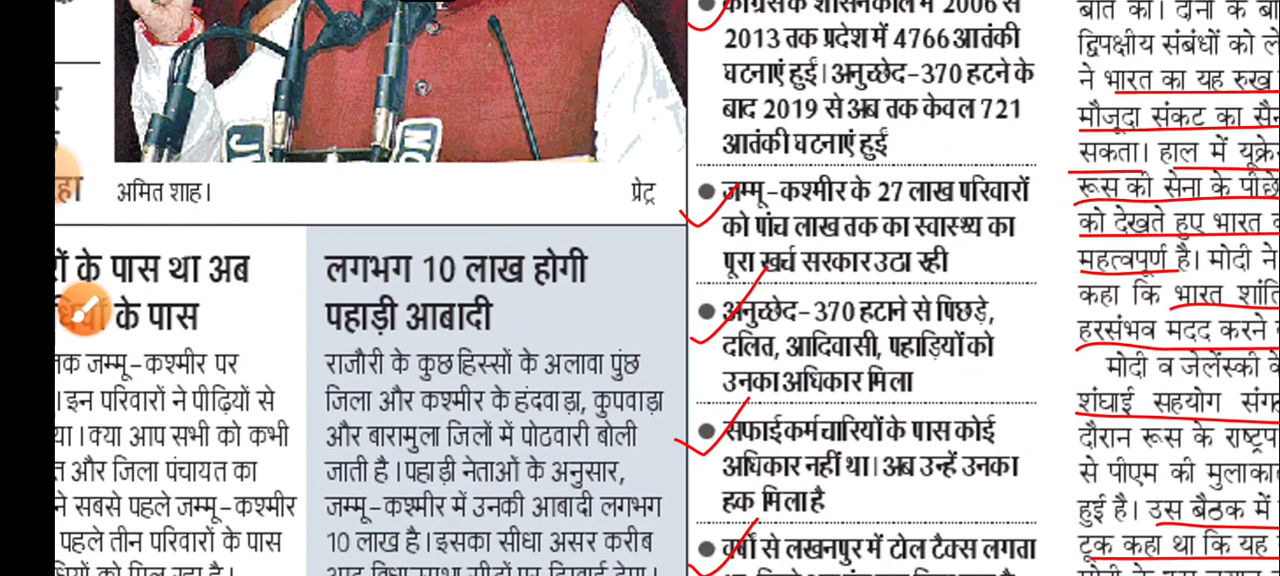 अमित शाह।
प्रेट्र
के पास था अब
के पास
जम्मू-कश्मीर पर
। इन परिवारों ने पीढ़ियों से
। क्या आप सभी को कभी
और जिला पंचायत का
सबसे पहले जम्मू-कश्मीर
पहले तीन परिवारों के पास
लगभग 10 लाख होगी
पहाड़ी आबादी
राजौरी के कुछ हिस्सों के अलावा पुंछ
जिला और कश्मीर के हंदवाड़ा, कुपवाड़ा
और बारामुला जिलों में पोटवारी बोली
जाती है। पहाड़ी नेताओं के अनुसार,
जम्मू-कश्मीर में उनकी आबादी लगभग
10 लाख है। इसका सीधा असर करीब
कांग्रेस के शासनकाल में 2006 से
2013 तक प्रदेश में 4766 आतंकी
घटनाएं हुईं। अनुच्छेद-370 हटने के
बाद 2019 से अब तक केवल 721
आतंकी घटनाएं हुईं
● जम्मू-कश्मीर के 27 लाख परिवारों
को पांच लाख तक का स्वास्थ्य का
पूरा खर्च सरकार उठा रही
● अनुच्छेद-370 हटाने से पिछड़े,
दलित, आदिवासी, पहाड़ियों को
उनका अधिकार मिला
● सफाई कर्मचारियों के पास कोई
अधिकार नहीं था। अब उन्हें उनका
हक मिला है
● वर्षों से लखनपुर में टोल टैक्स लगता
बात की। दोनों के
द्विपक्षीय संबंधों को
ने भारत का यह रुख
मौजूदा संकट का
सकता। हाल में
रूस की सेना के पीछे
को देखते हुए भारत
महत्वपूर्ण है। मोदी ने
कहा कि भारत
हरसंभव मदद करने
मोदी व जेलेंस्की
शंघाई सहयोग
दौरान रूस के
से पीएम की
हुई है। उस बैठक में
टूक कहा था कि यह